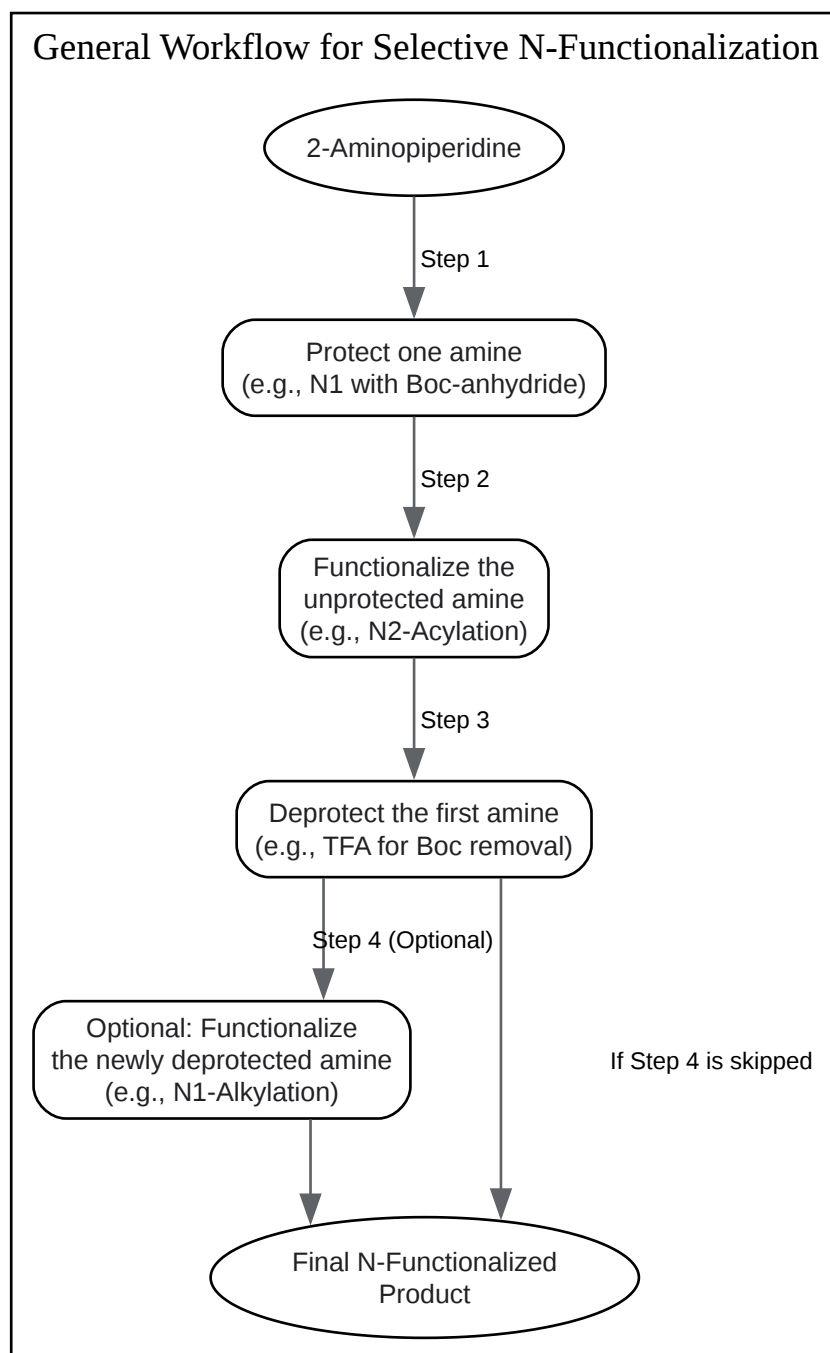 General Workflow for Selective N-Functionalization
2-Aminopiperidine
Step 1
Protect one amine
(e.g., N1 with Boc-anhydride)
Step 2
Functionalize the
unprotected amine
(e.g., N2-Acylation)
Step 3
Deprotect the first amine
(e.g., TFA for Boc removal)
Step 4 (Optional)
Optional: Functionalize
the newly deprotected amine
(e.g., N1-Alkylation)
If Step 4 is skipped
Final N-Functionalized
Product